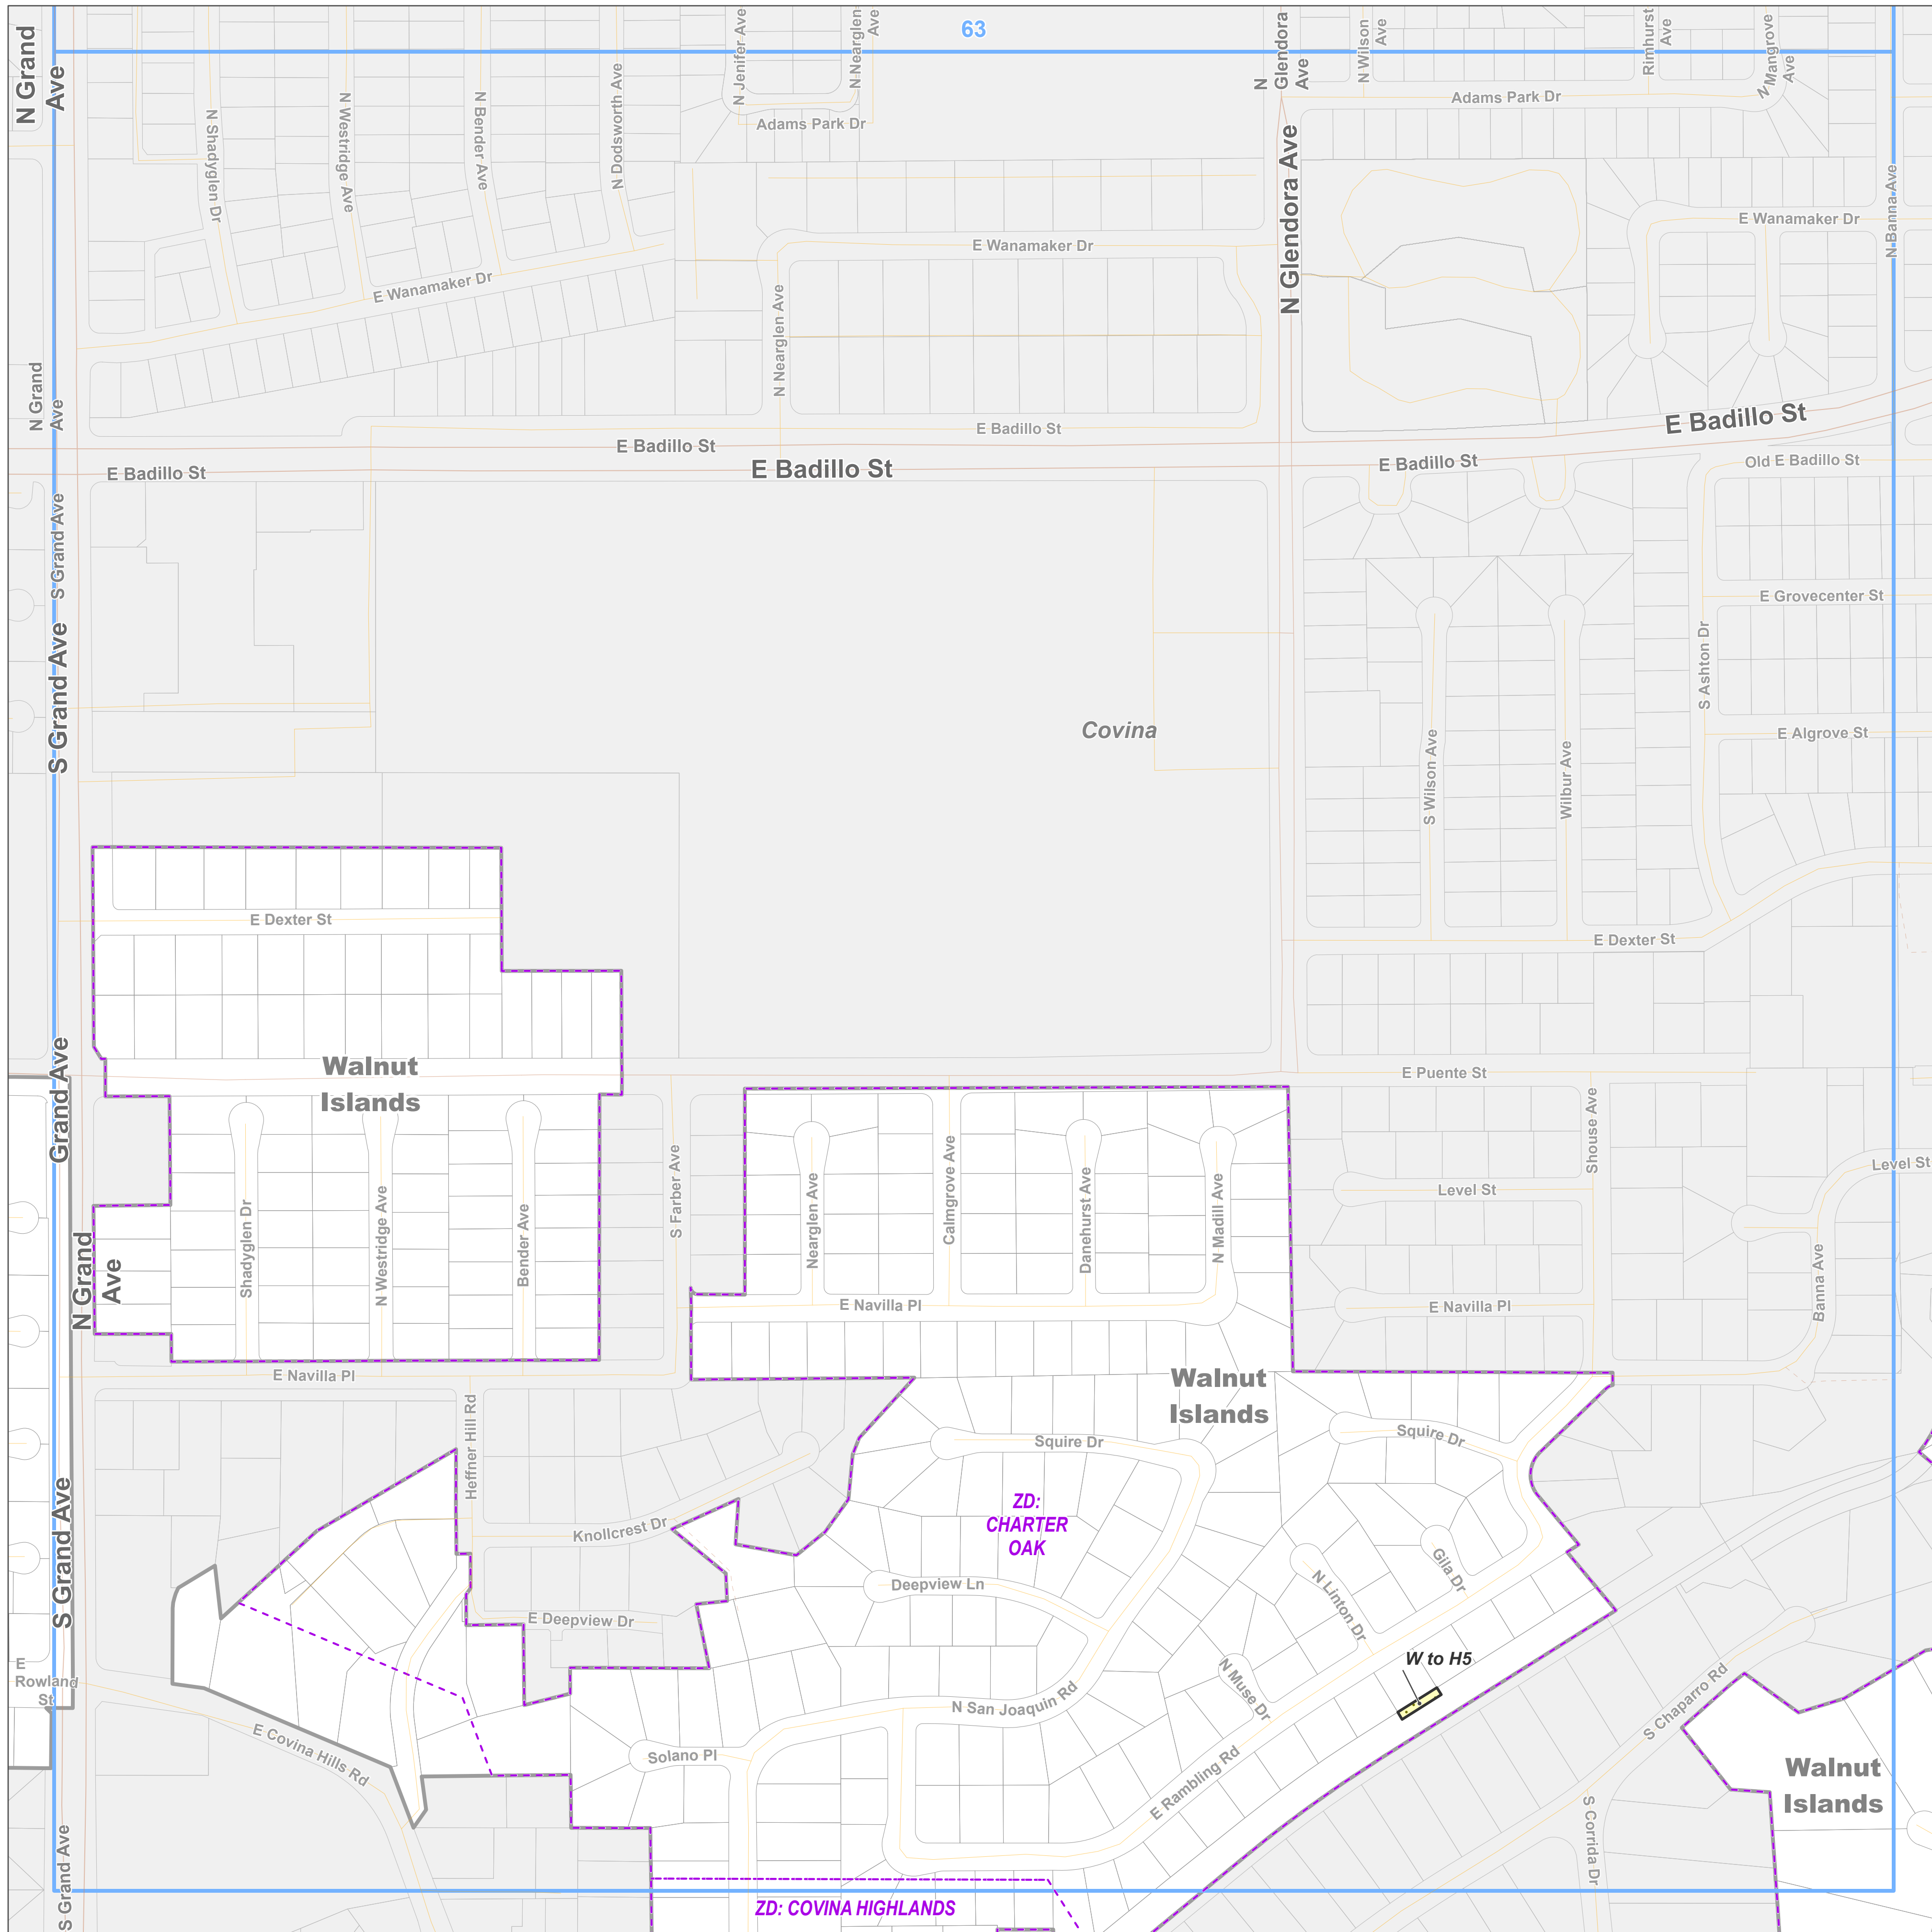 63
N Grand
Ave
N Shadyglen Dr
N Westridge Ave
N Bender Ave
N Dodsworth Ave
N Jenifer Ave
N Nearglen
Ave
Adams Park Dr
N
Glendora
Ave
N Wilson
Ave
Rimhurst
Ave
N Mangrove
Ave
Adams Park Dr
N Glendora Ave
E Wanamaker Dr
N Banna Ave
E Wanamaker Dr
E Wanamaker Dr
N Nearglen Ave
N Grand
Ave
E Badillo St
E Badillo St
E Badillo St
E Badillo St
E Badillo St
E Badillo St
Old E Badillo St
S Grand Ave
E Grovecenter St
S Grand Ave
S Ashton Dr
Covina
E Algrove St
S Wilson Ave
Wilbur Ave
E Dexter St
E Dexter St
Grand Ave
Walnut
Islands
E Puente St
Shouse Ave
Level St
Level St
S Farber Ave
Nearglen Ave
Calmgrove Ave
Danehurst Ave
N Madill Ave
Shadyglen Dr
N Westridge Ave
Bender Ave
N Grand
Ave
Banna Ave
E Navilla Pl
E Navilla Pl
E Navilla Pl
Walnut
Islands
Heffner Hill Rd
Squire Dr
Squire Dr
S Grand Ave
ZD:
CHARTER
OAK
Knollcrest Dr
Gila Dr
N Linton Dr
Deepview Ln
E Deepview Dr
W to H5
E
Rowland
St
N Muse Dr
N San Joaquin Rd
S Chaparro Rd
E Covina Hills Rd
Solano Pl
E Rambling Rd
Walnut
Islands
S Corrida Dr
S Grand Ave
ZD: COVINA HIGHLANDS